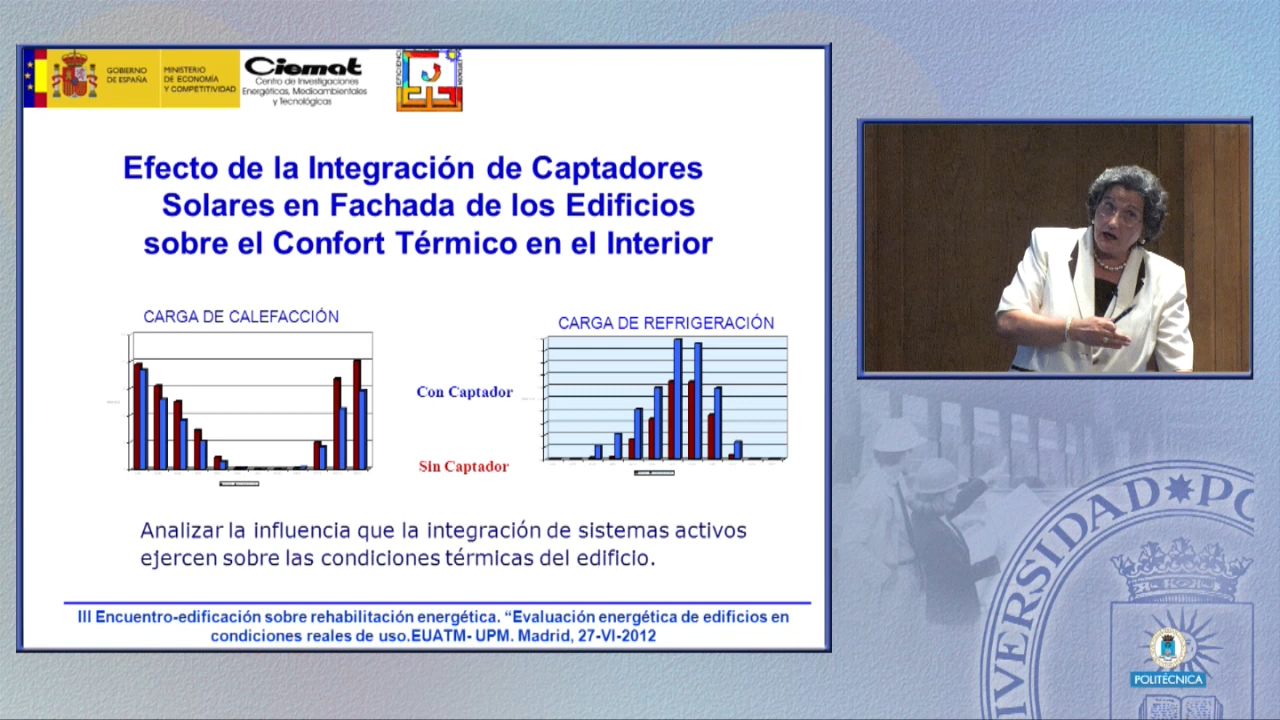 GOBIERNO
DE ESPAÑA
MINISTERIO
DE ECONOMÍA
Y COMPETITIVIDAD
Ciemat
Centro de Investigaciones
Energéticas, Medioambientales
y Tecnológicas
Efecto de la Integración de Captadores
Solares en Fachada de los Edificios
sobre el Confort Térmico en el Interior
CARGA DE CALEFACCIÓN
CARGA DE REFRIGERACIÓN
Con Captador
Sin Captador
Analizar la influencia que la integración de sistemas activos
ejercen sobre las condiciones térmicas del edificio.
III Encuentro-edificación sobre rehabilitación energética. “Evaluación energética de edificios en
condiciones reales de uso.EUATM- UPM. Madrid, 27-VI-2012
POLITÉCNICA